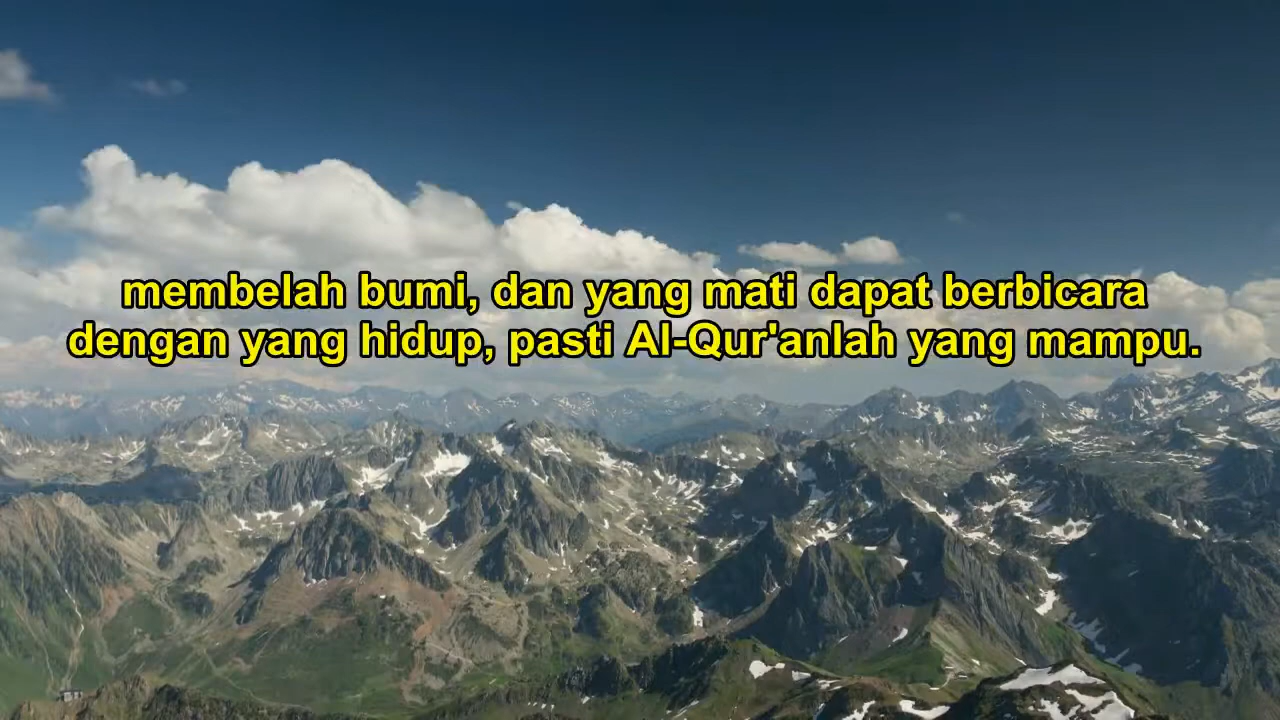 membelah bumi, dan yang mati dapat berbicara
dengan yang hidup, pasti Al-Qur'anlah yang mampu.